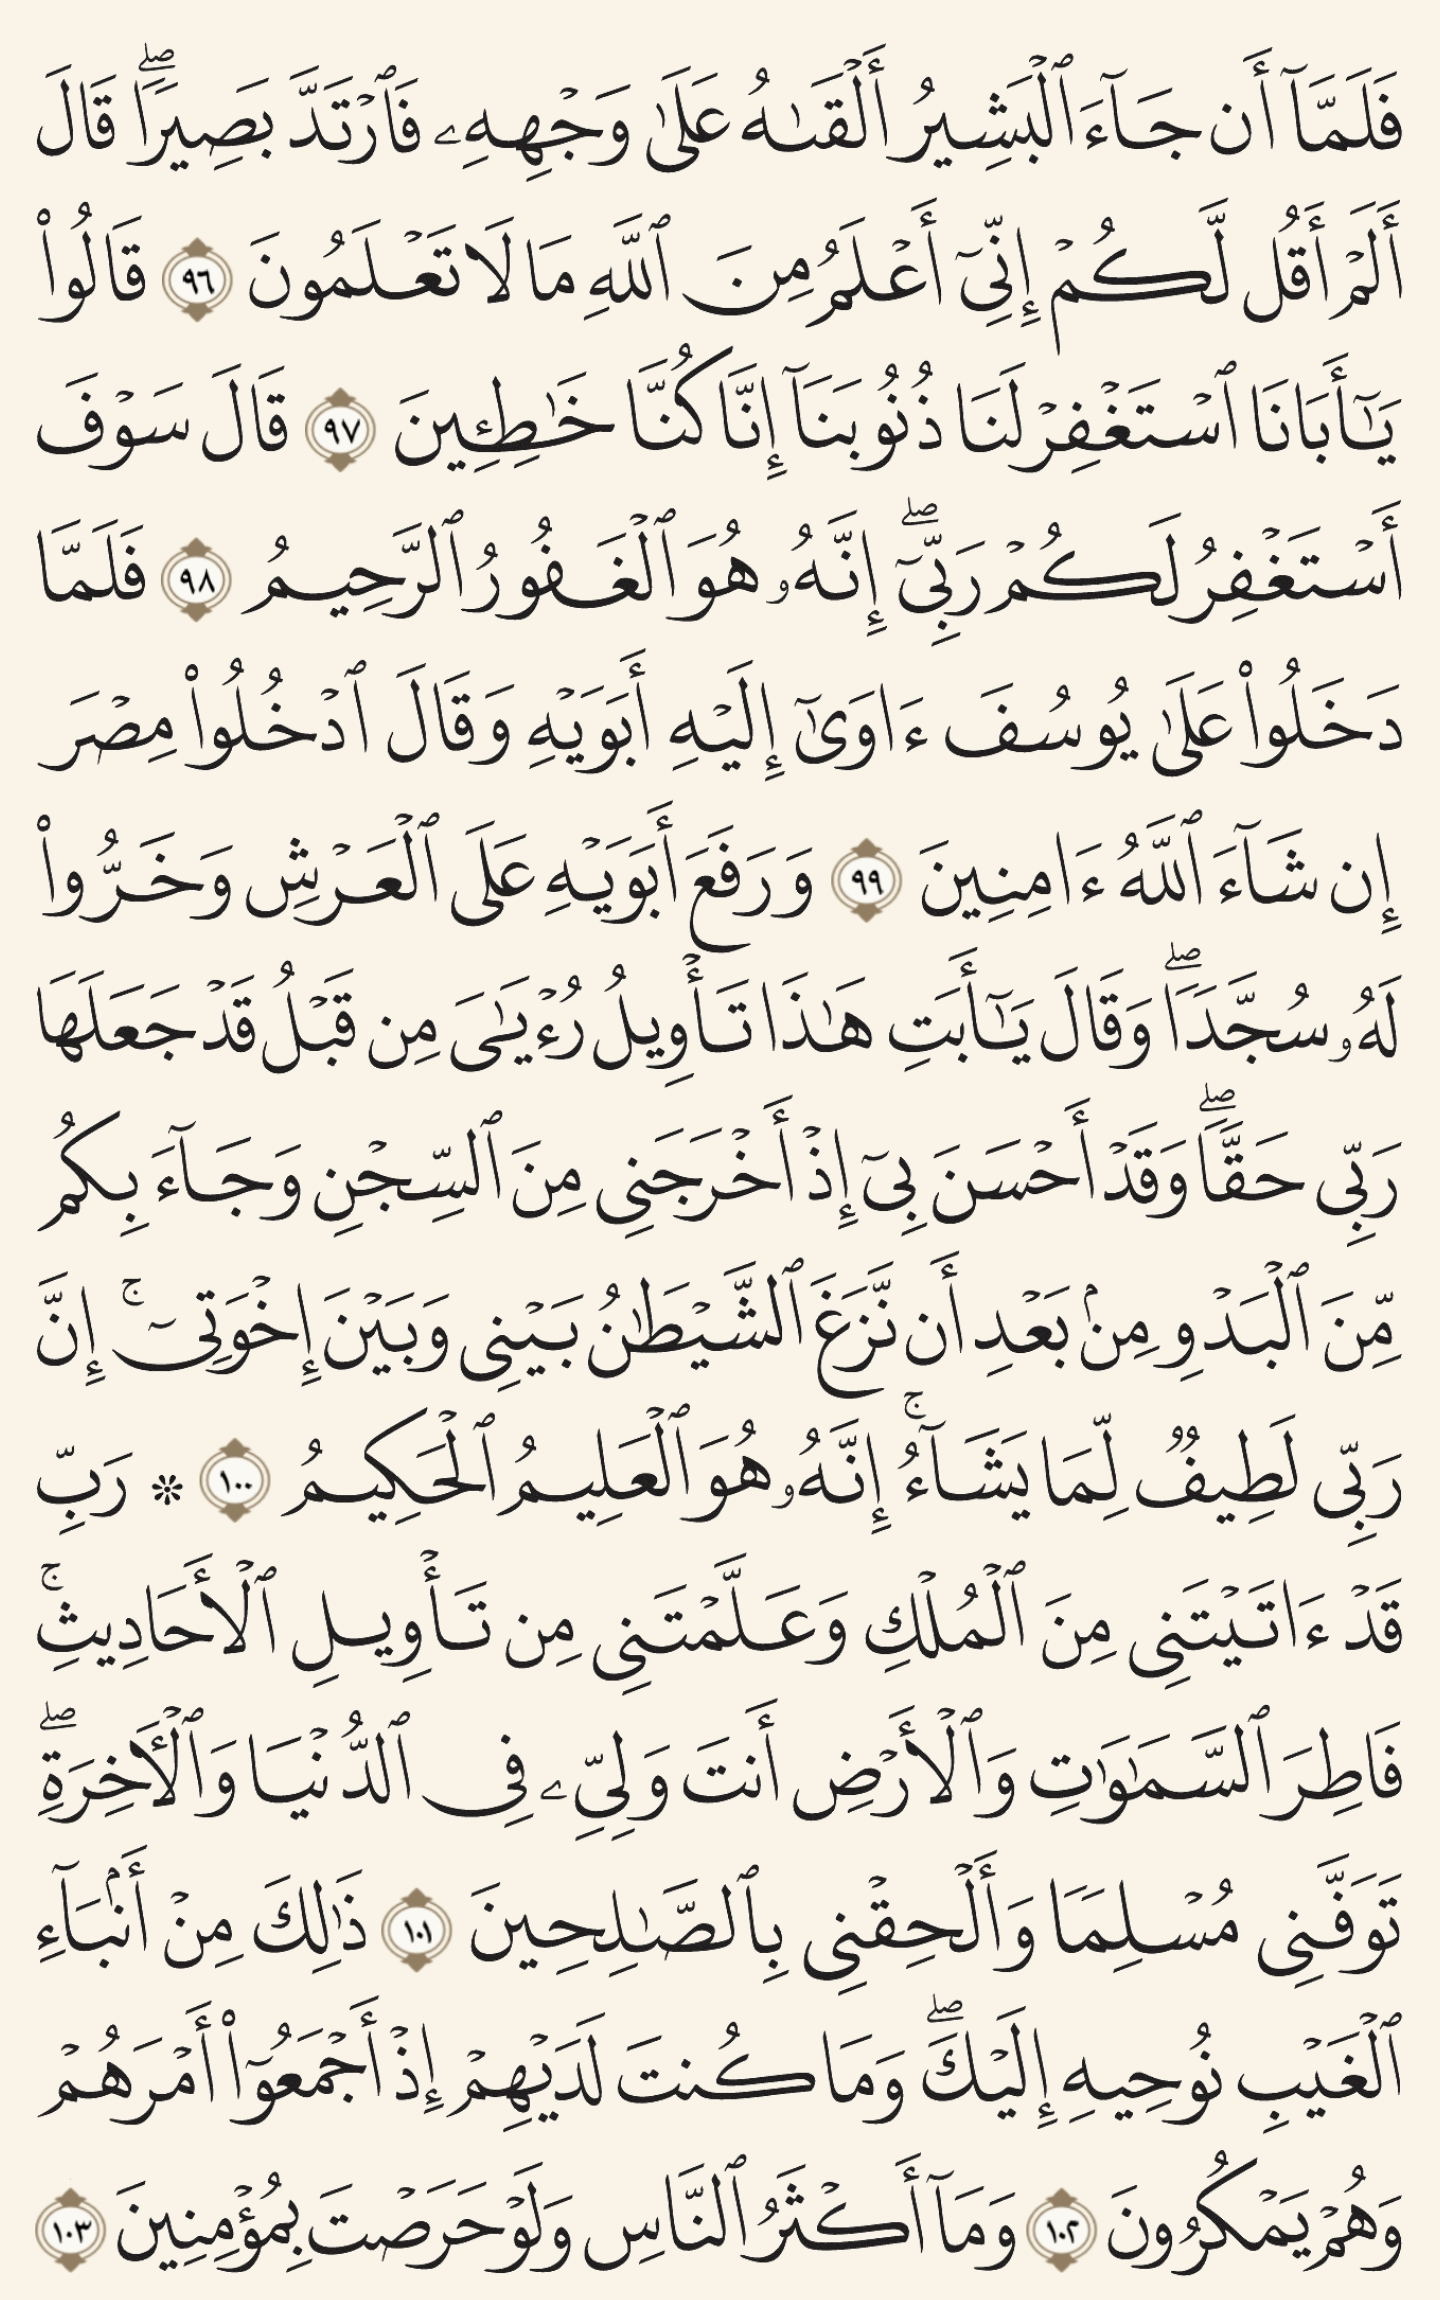 فَلَمَّآ أَن جَآءَ ٱلْبَشِيرُ أَلْقَىٰهُ عَلَىٰ وَجْهِهِۦ فَٱرْتَدَّ بَصِيرًا ۖ قَالَ
أَلَمْ أَقُل لَّكُمْ إِنِّىٓ أَعْلَمُ مِنَ ٱللَّهِ مَا لَا تَعْلَمُونَ ٩٦ قَالُوا۟
يَـٰٓأَبَانَا ٱسْتَغْفِرْ لَنَا ذُنُوبَنَآ إِنَّا كُنَّا خَـٰطِـِٔينَ ٩٧ قَالَ سَوْفَ
أَسْتَغْفِرُ لَكُمْ رَبِّىٓ ۖ إِنَّهُۥ هُوَ ٱلْغَفُورُ ٱلرَّحِيمُ ٩٨ فَلَمَّا
دَخَلُوا۟ عَلَىٰ يُوسُفَ ءَاوَىٰٓ إِلَيْهِ أَبَوَيْهِ وَقَالَ ٱدْخُلُوا۟ مِصْرَ
إِن شَآءَ ٱللَّهُ ءَامِنِينَ ٩٩ وَرَفَعَ أَبَوَيْهِ عَلَى ٱلْعَرْشِ وَخَرُّوا۟
لَهُۥ سُجَّدًا ۖ وَقَالَ يَـٰٓأَبَتِ هَـٰذَا تَأْوِيلُ رُءْيَـٰىَ مِن قَبْلُ قَدْ جَعَلَهَا
رَبِّى حَقًّا ۖ وَقَدْ أَحْسَنَ بِىٓ إِذْ أَخْرَجَنِى مِنَ ٱلسِّجْنِ وَجَآءَ بِكُم
مِّنَ ٱلْبَدْوِ مِنۢ بَعْدِ أَن نَّزَغَ ٱلشَّيْطَـٰنُ بَيْنِى وَبَيْنَ إِخْوَتِىٓ ۚ إِنَّ
رَبِّى لَطِيفٌ لِّمَا يَشَآءُ ۚ إِنَّهُۥ هُوَ ٱلْعَلِيمُ ٱلْحَكِيمُ ١٠٠ ۞ رَبِّ
قَدْ ءَاتَيْتَنِى مِنَ ٱلْمُلْكِ وَعَلَّمْتَنِى مِن تَأْوِيلِ ٱلْأَحَادِيثِ ۚ
فَاطِرَ ٱلسَّمَـٰوَٰتِ وَٱلْأَرْضِ أَنتَ وَلِىِّۦ فِى ٱلدُّنْيَا وَٱلْـَٔاخِرَةِ ۖ
تَوَفَّنِى مُسْلِمًا وَأَلْحِقْنِى بِٱلصَّـٰلِحِينَ ١٠١ ذَٰلِكَ مِنْ أَنۢبَآءِ
ٱلْغَيْبِ نُوحِيهِ إِلَيْكَ ۖ وَمَا كُنتَ لَدَيْهِمْ إِذْ أَجْمَعُوٓا۟ أَمْرَهُمْ
وَهُمْ يَمْكُرُونَ ١٠٢ وَمَآ أَكْثَرُ ٱلنَّاسِ وَلَوْ حَرَصْتَ بِمُؤْمِنِينَ ١٠٣